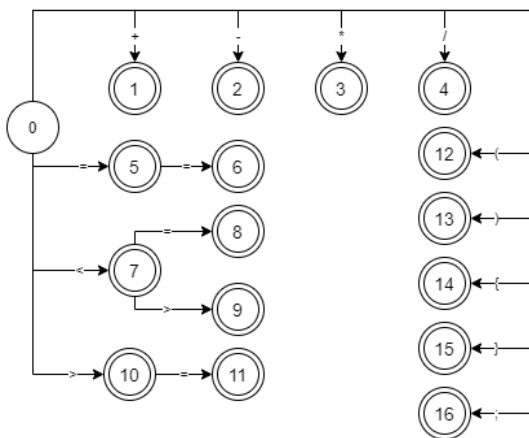 + - * /
1 2 3 4
0
12 (
= 5 = 6
13 )
= 8
< 7
14 {
> 9
15 }
> 10 = 11
16 ;